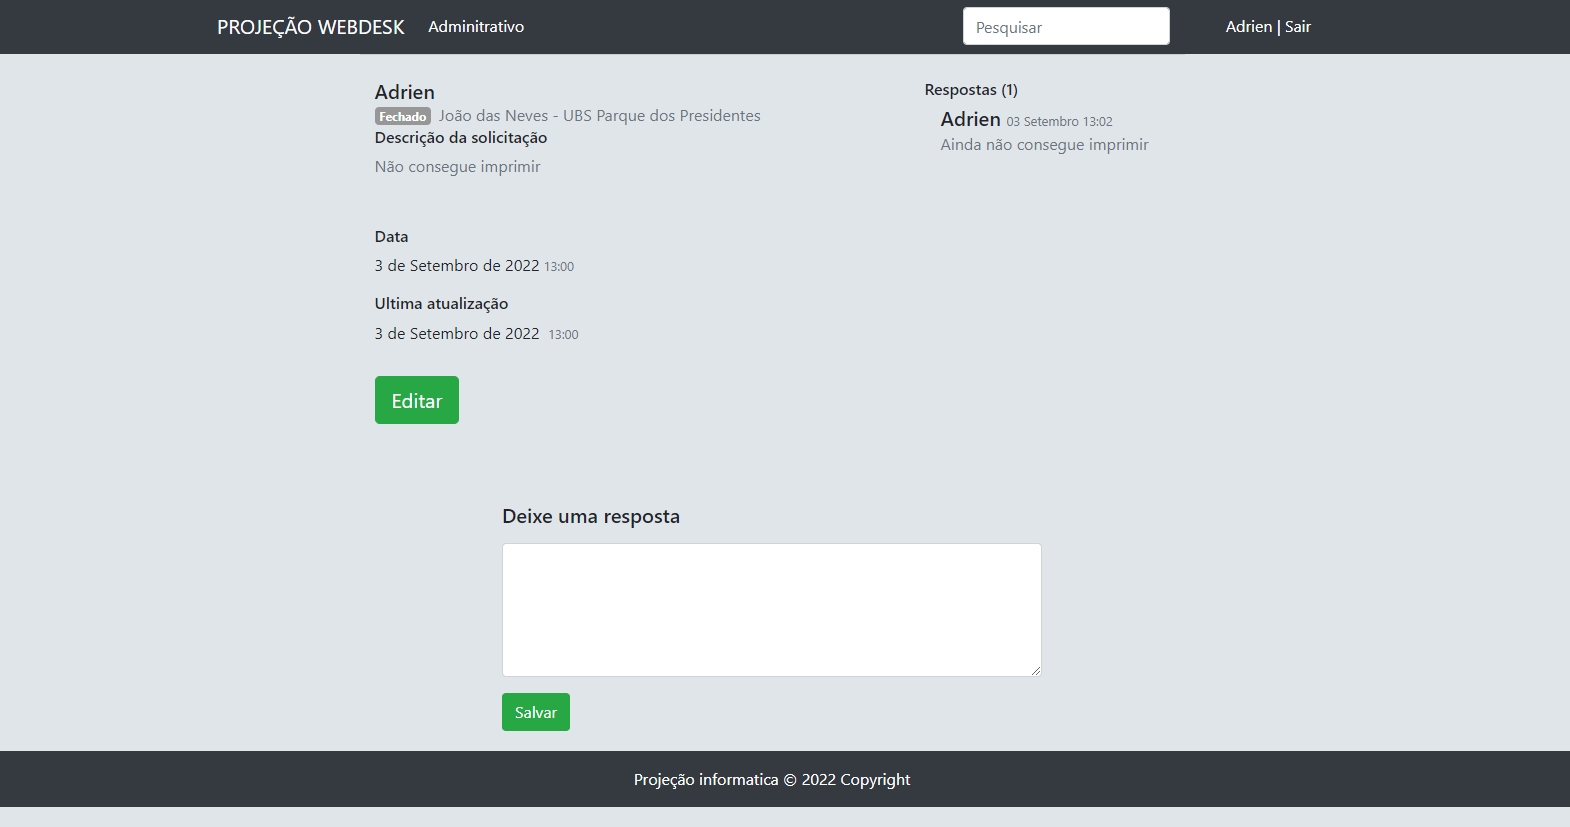 PROJEÇÃO WEBDESK Adminitrativo Pesquisar Adrien | Sair
Adrien
Fechado João das Neves - UBS Parque dos Presidentes
Descrição da solicitação
Não consegue imprimir
Data
3 de Setembro de 2022 13:00
Ultima atualização
3 de Setembro de 2022 13:00
Editar
Respostas (1)
Adrien 03 Setembro 13:02
Ainda não consegue imprimir
Deixe uma resposta
Salvar
Projeção informatica © 2022 Copyright